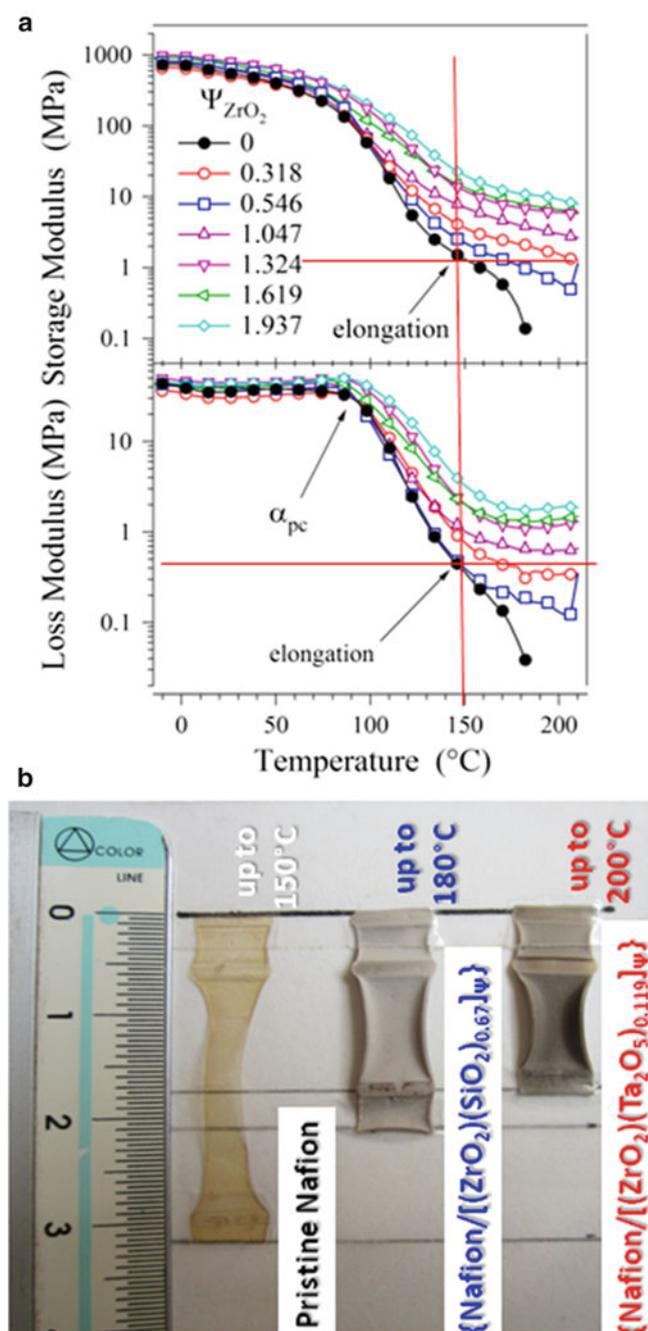 a
Storage Modulus (MPa)
1000
100
10
1
0.1
Ψ ZrO2
0
0.318
0.546
1.047
1.324
1.619
1.937
elongation
Loss Modulus (MPa)
10
1
0.1
αpc
elongation
0 50 100 150 200
Temperature (°C)
b
COLOR
LINE
0
1
2
3
up to
150°C
up to
180°C
up to
200°C
Pristine Nafion
{Nafion/[(ZrO2)(SiO2)0.67]Ψ}
{Nafion/[(ZrO2)(Ta2O5)0.119]Ψ}